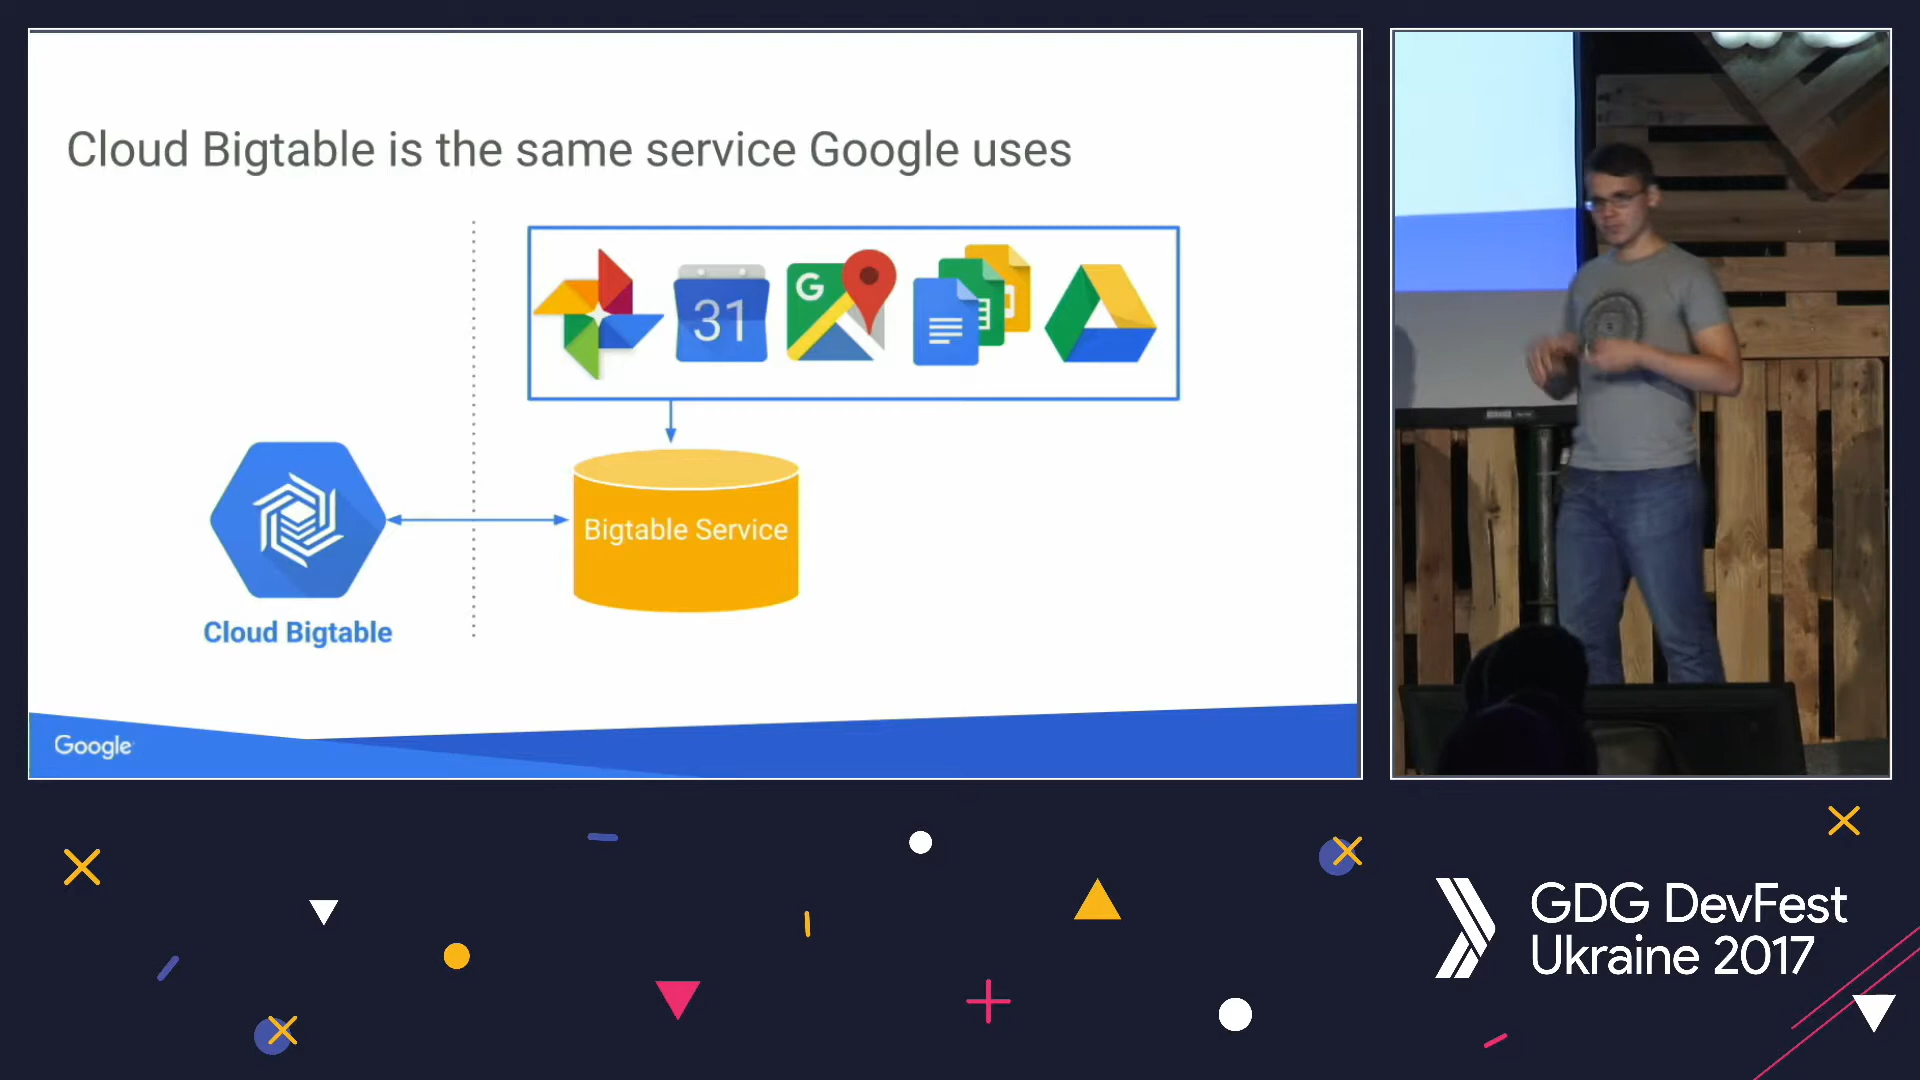 Cloud Bigtable is the same service Google uses
31
G
Bigtable Service
Cloud Bigtable
Google
GDG DevFest
Ukraine 2017